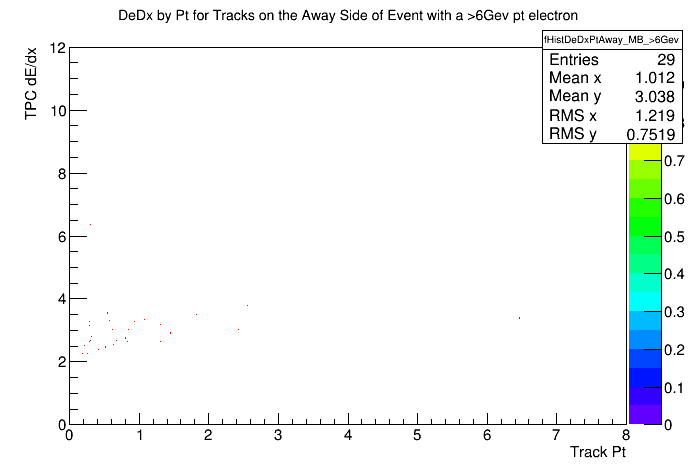 DeDx by Pt for Tracks on the Away Side of Event with a >6Gev pt electron
fHistDeDxPtAway_MB_>6Gev
Entries 29
Mean x 1.012
Mean y 3.038
RMS x 1.219
RMS y 0.7519
TPC dE/dx
12
10
8
6
4
2
0
0 1 2 3 4 5 6 7 8
Track Pt
0.7
0.6
0.5
0.4
0.3
0.2
0.1
0